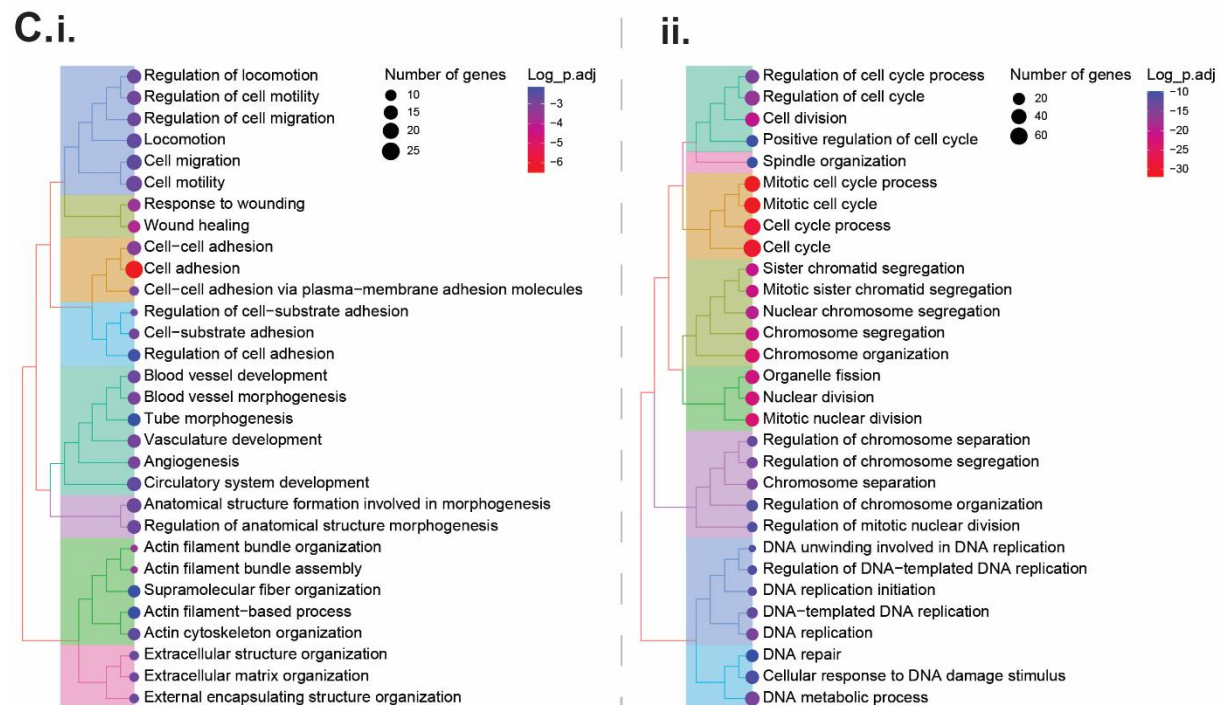 C.i.
Regulation of locomotion
Regulation of cell motility
Regulation of cell migration
Locomotion
Cell migration
Cell motility
Response to wounding
Wound healing
Cell-cell adhesion
Cell adhesion
Cell-cell adhesion via plasma-membrane adhesion molecules
Regulation of cell-substrate adhesion
Cell-substrate adhesion
Regulation of cell adhesion
Blood vessel development
Blood vessel morphogenesis
Tube morphogenesis
Vasculature development
Angiogenesis
Circulatory system development
Anatomical structure formation involved in morphogenesis
Regulation of anatomical structure morphogenesis
Actin filament bundle organization
Actin filament bundle assembly
Supramolecular fiber organization
Actin filament-based process
Actin cytoskeleton organization
Extracellular structure organization
Extracellular matrix organization
External encapsulating structure organization
Number of genes
10
15
20
25
Log_p.adj
-3
-4
-5
-6
ii.
Regulation of cell cycle process
Regulation of cell cycle
Cell division
Positive regulation of cell cycle
Spindle organization
Mitotic cell cycle process
Mitotic cell cycle
Cell cycle process
Cell cycle
Sister chromatid segregation
Mitotic sister chromatid segregation
Nuclear chromosome segregation
Chromosome segregation
Chromosome organization
Organelle fission
Nuclear division
Mitotic nuclear division
Regulation of chromosome separation
Regulation of chromosome segregation
Chromosome separation
Regulation of chromosome organization
Regulation of mitotic nuclear division
DNA unwinding involved in DNA replication
Regulation of DNA-templated DNA replication
DNA replication initiation
DNA-templated DNA replication
DNA replication
DNA repair
Cellular response to DNA damage stimulus
DNA metabolic process
Number of genes
20
40
60
Log_p.adj
-10
-15
-20
-25
-30